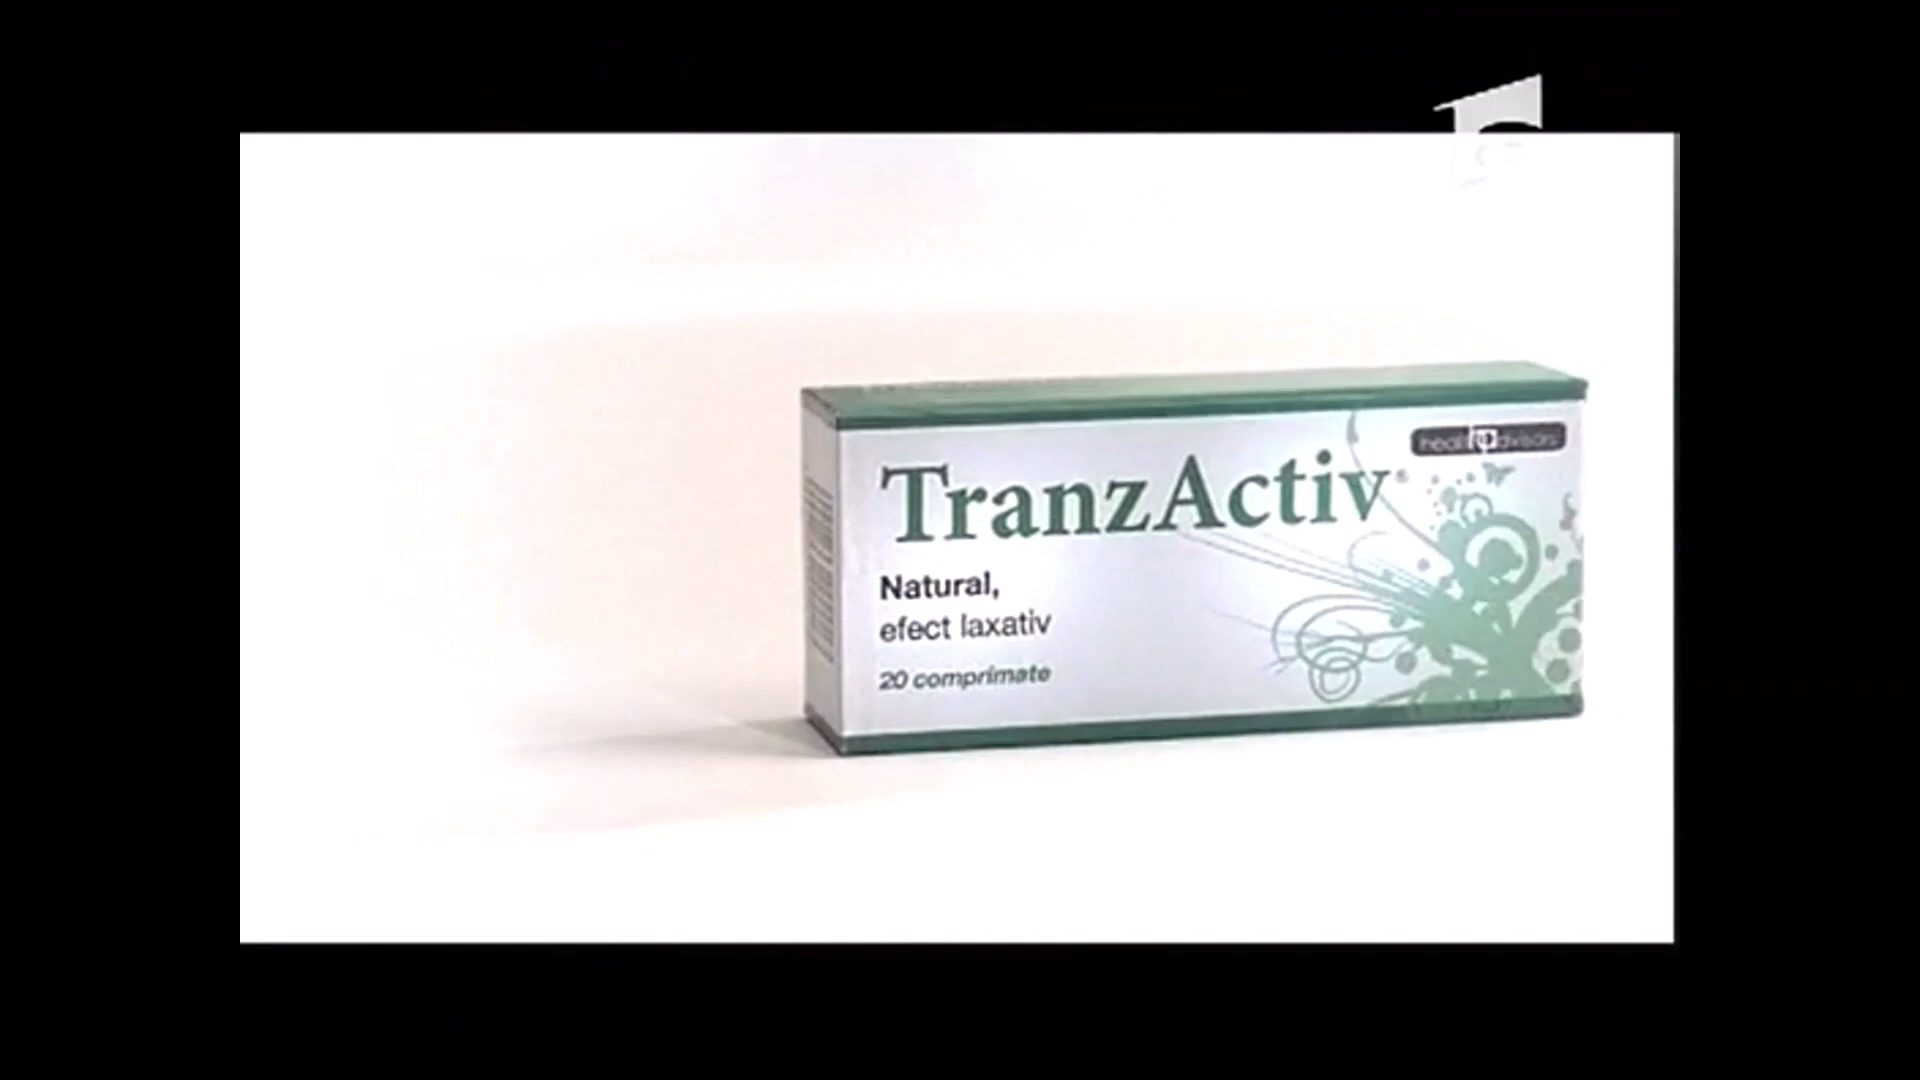 TranzActiv
Natural,
efect laxativ
20 comprimate